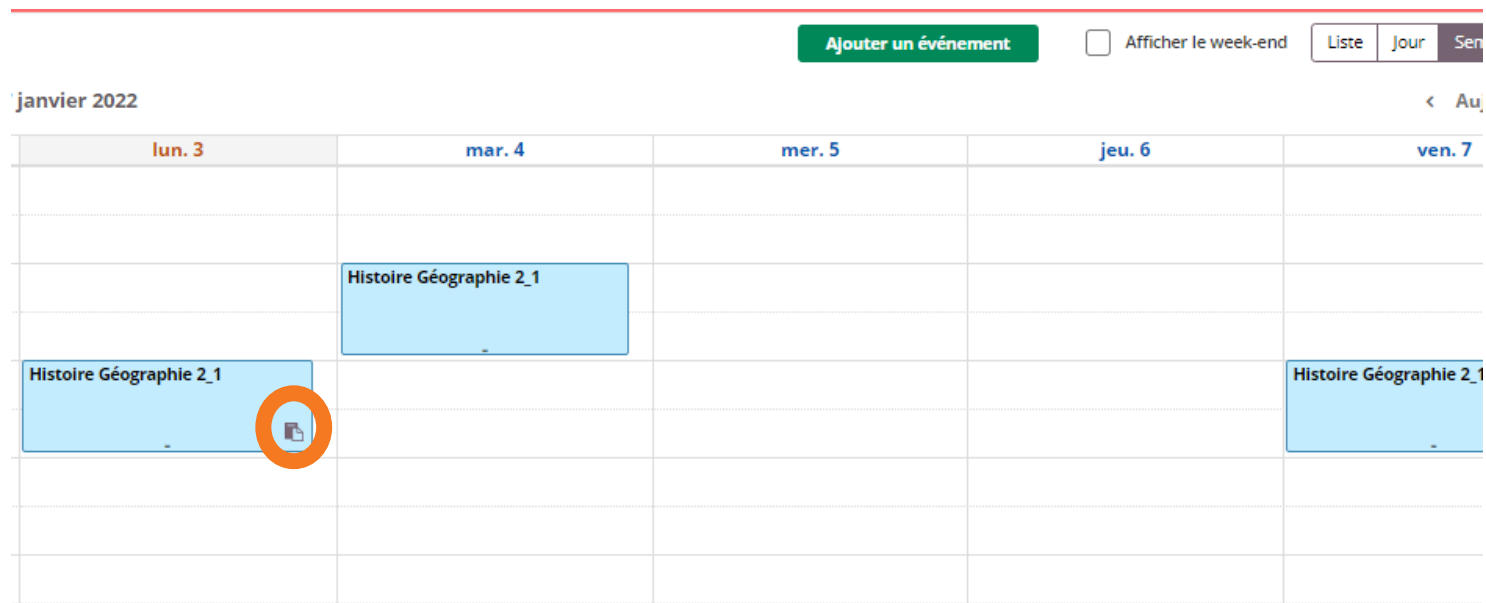 Ajouter un événement Afficher le week-end Liste Jour
janvier 2022 <
lun. 3 mar. 4 mer. 5 jeu. 6 ven. 7
Histoire Géographie 2_1
-
Histoire Géographie 2_1 Histoire Géographie 2_1
- -